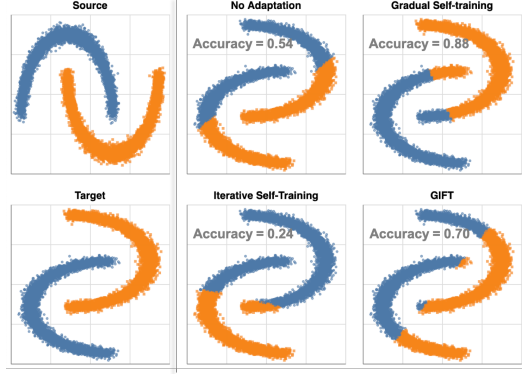 Source
No Adaptation
Gradual Self-training
Accuracy = 0.54
Accuracy = 0.88
Target
Iterative Self-Training
GIFT
Accuracy = 0.24
Accuracy = 0.70